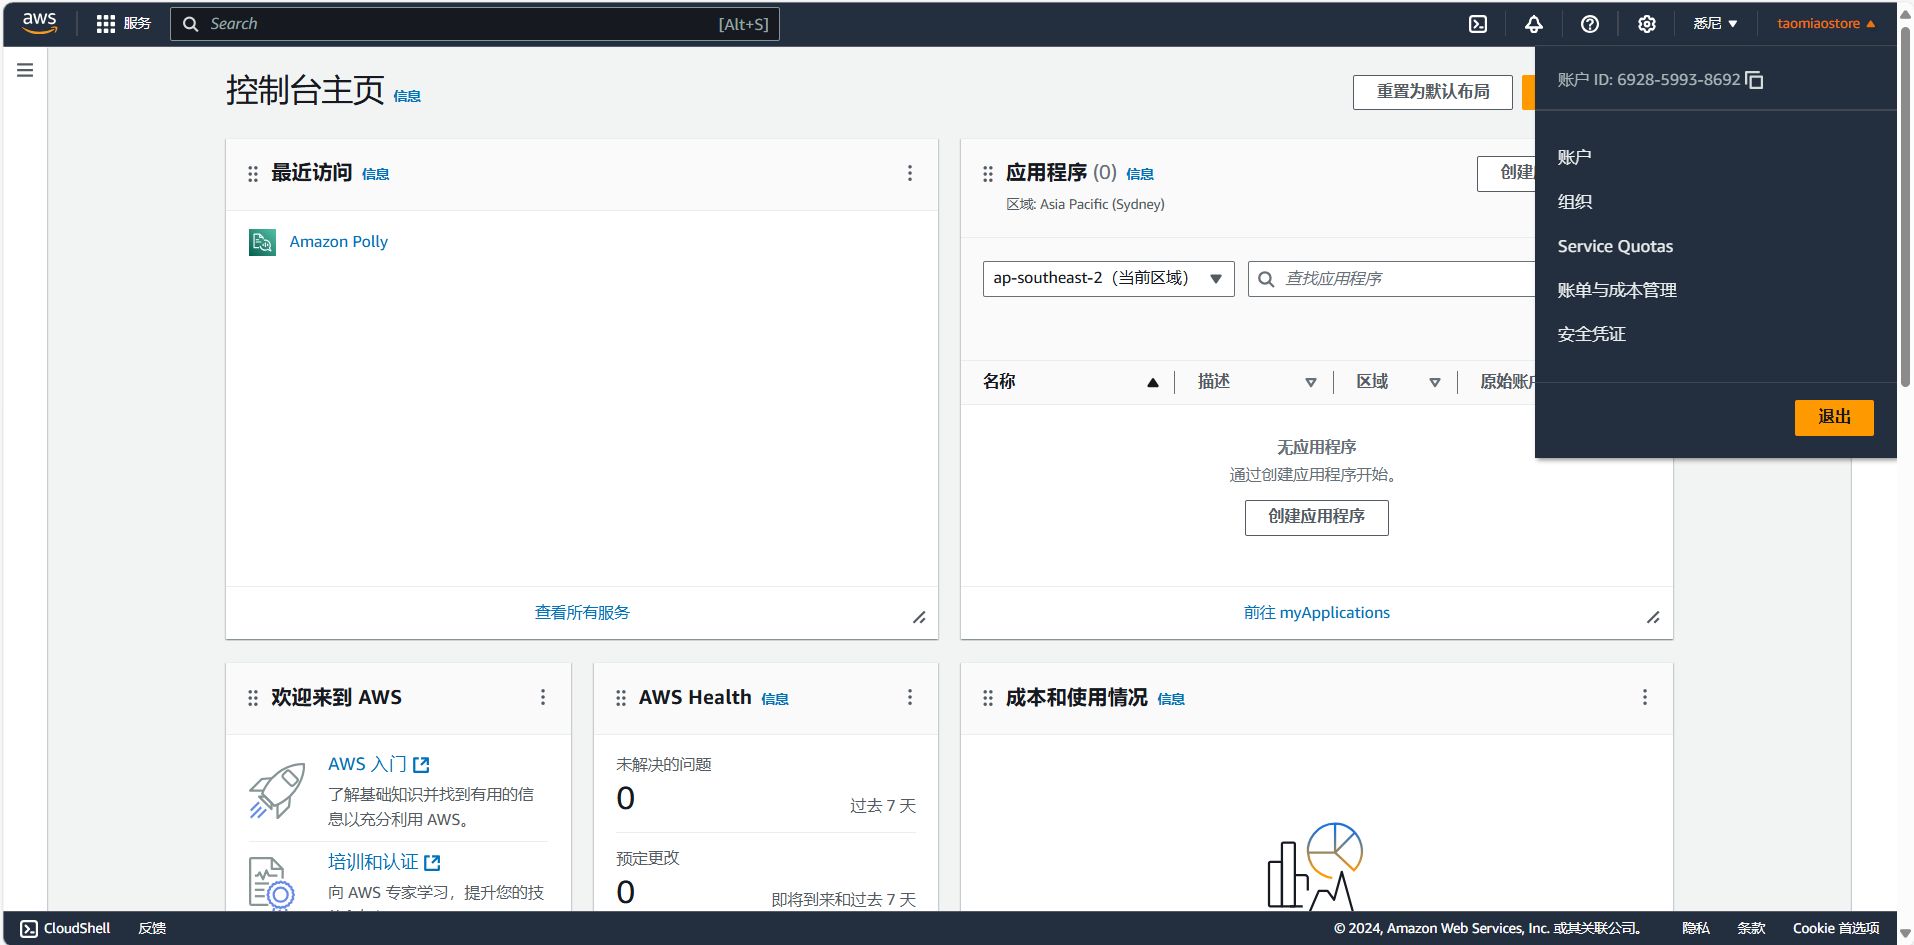 aws
服务
Search
[Alt+S]
悉尼
taomiaostore
账户 ID: 6928-5993-8692
账户
组织
Service Quotas
账单与成本管理
安全凭证
退出
控制台主页 信息
重置为默认布局
最近访问 信息
Amazon Polly
查看所有服务
应用程序 (0) 信息
区域: Asia Pacific (Sydney)
创建
ap-southeast-2（当前区域）
查找应用程序
名称
描述
区域
原始账户
无应用程序
通过创建应用程序开始。
创建应用程序
前往 myApplications
欢迎来到 AWS
AWS 入门
了解基础知识并找到有用的信
息以充分利用 AWS。
培训和认证
向 AWS 专家学习，提升您的技
AWS Health 信息
未解决的问题
0
过去 7 天
预定更改
0
即将到来和过去 7 天
成本和使用情况 信息
CloudShell
反馈
© 2024, Amazon Web Services, Inc. 或其关联公司。
隐私
条款
Cookie 首选项